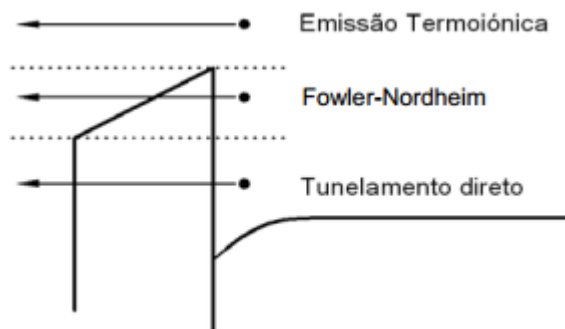 Emissão Termoiónica
Fowler-Nordheim
Tunelamento direto